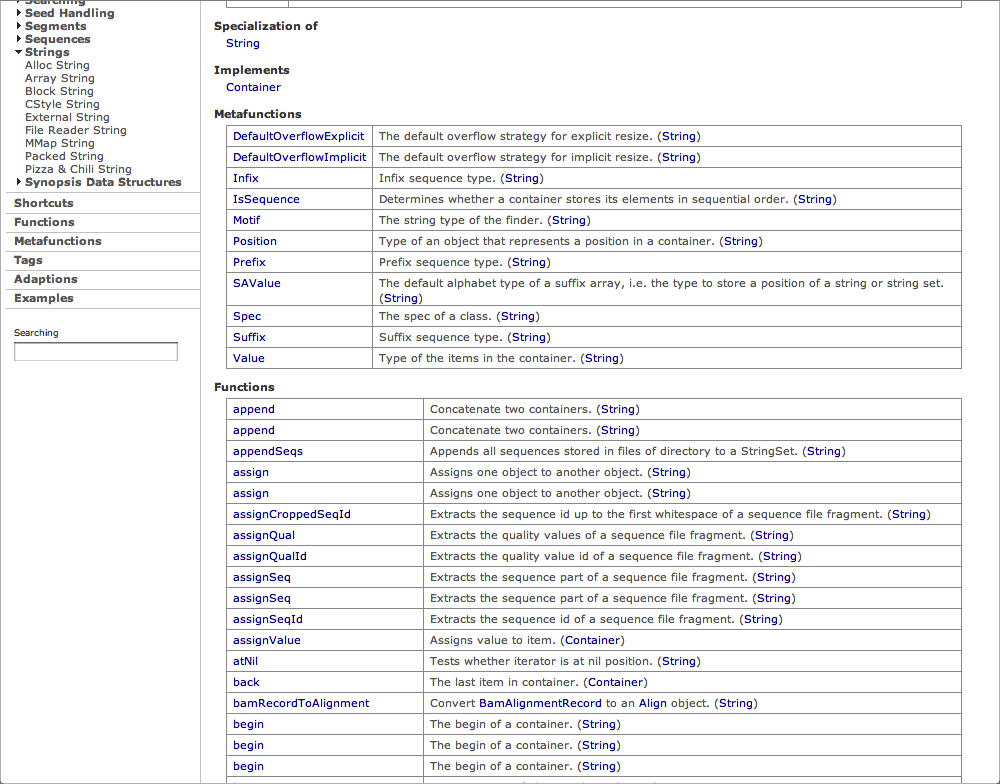 Searching
Seed Handling
Segments
Sequences
Strings
Alloc String
Array String
Block String
CStyle String
External String
File Reader String
MMap String
Packed String
Pizza & Chili String
Synopsis Data Structures
Shortcuts
Functions
Metafunctions
Tags
Adaptions
Examples
Searching
Specialization of
String
Implements
Container
Metafunctions
DefaultOverflowExplicit The default overflow strategy for explicit resize. (String)
DefaultOverflowImplicit The default overflow strategy for implicit resize. (String)
Infix Infix sequence type. (String)
IsSequence Determines whether a container stores its elements in sequential order. (String)
Motif The string type of the finder. (String)
Position Type of an object that represents a position in a container. (String)
Prefix Prefix sequence type. (String)
SAValue The default alphabet type of a suffix array, i.e. the type to store a position of a string or string set.
(String)
Spec The spec of a class. (String)
Suffix Suffix sequence type. (String)
Value Type of the items in the container. (String)
Functions
append Concatenate two containers. (String)
append Concatenate two containers. (String)
appendSeqs Appends all sequences stored in files of directory to a StringSet. (String)
assign Assigns one object to another object. (String)
assign Assigns one object to another object. (String)
assignCroppedSeqId Extracts the sequence id up to the first whitespace of a sequence file fragment. (String)
assignQual Extracts the quality values of a sequence file fragment. (String)
assignQualId Extracts the quality value id of a sequence file fragment. (String)
assignSeq Extracts the sequence part of a sequence file fragment. (String)
assignSeq Extracts the sequence part of a sequence file fragment. (String)
assignSeqId Extracts the sequence id of a sequence file fragment. (String)
assignValue Assigns value to item. (Container)
atNil Tests whether iterator is at nil position. (String)
back The last item in container. (Container)
bamRecordToAlignment Convert BamAlignmentRecord to an Align object. (String)
begin The begin of a container. (String)
begin The begin of a container. (String)
begin The begin of a container. (String)